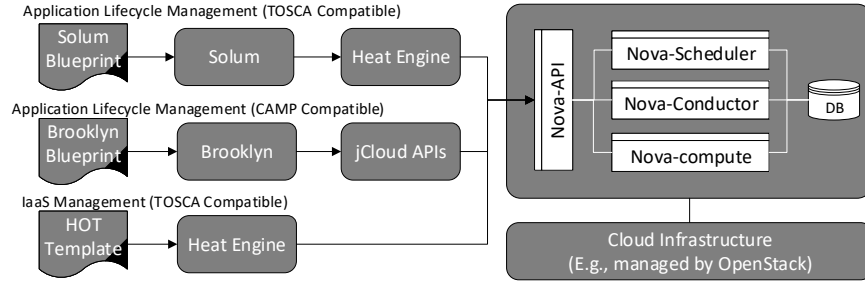 Application Lifecycle Management (TOSCA Compatible)
Solum
Blueprint
Solum
Heat Engine
Application Lifecycle Management (CAMP Compatible)
Brooklyn
Blueprint
Brooklyn
jCloud APIs
IaaS Management (TOSCA Compatible)
HOT
Template
Heat Engine
Nova-API
Nova-Scheduler
Nova-Conductor
Nova-compute
DB
Cloud Infrastructure
(E.g., managed by OpenStack)